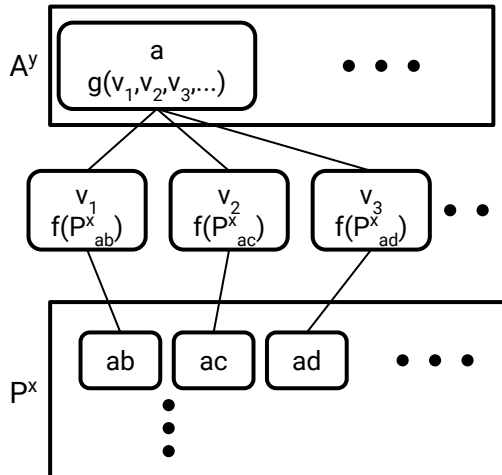 A^y
a
g(v_1,v_2,v_3,...)
v_1
f(P^x_ab)
v_2
f(P^x_ac)
v_3
f(P^x_ad)
P^x
ab
ac
ad